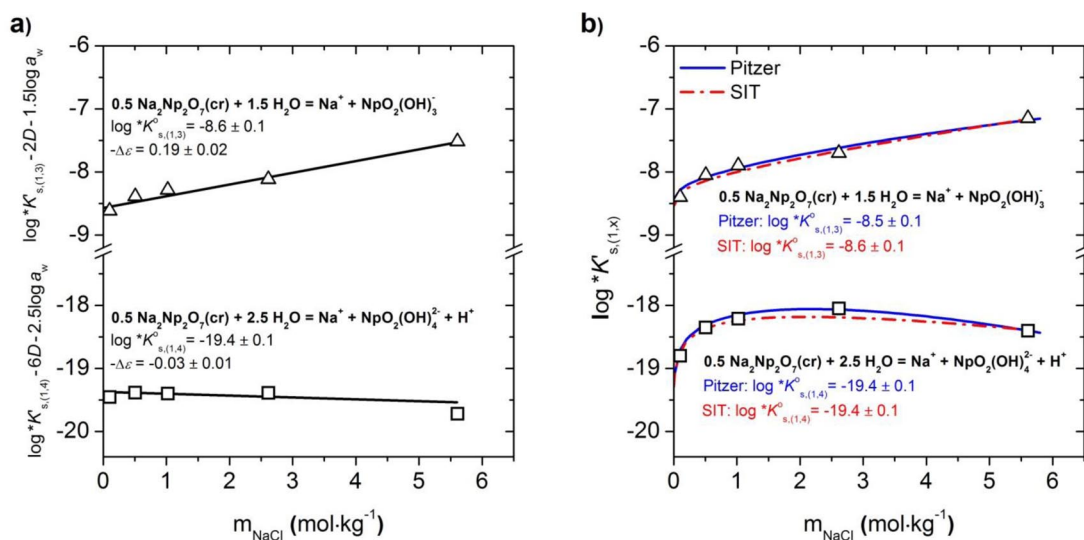 a)
log *K's,(1,3) - 2D - 1.5log aw
log *K's,(1,4) - 6D - 2.5log aw
-6
-7
-8
-9
-18
-19
-20
0.5 Na2Np2O7(cr) + 1.5 H2O = Na+ + NpO2(OH)3-
log *K°s,(1,3) = -8.6 ± 0.1
-Δε = 0.19 ± 0.02
0.5 Na2Np2O7(cr) + 2.5 H2O = Na+ + NpO2(OH)42- + H+
log *K°s,(1,4) = -19.4 ± 0.1
-Δε = -0.03 ± 0.01
0 1 2 3 4 5 6
mNaCl (mol·kg-1)
b)
log *K's,(1,x)
-6
-7
-8
-9
-18
-19
-20
Pitzer
SIT
0.5 Na2Np2O7(cr) + 1.5 H2O = Na+ + NpO2(OH)3-
Pitzer: log *K°s,(1,3) = -8.5 ± 0.1
SIT: log *K°s,(1,3) = -8.6 ± 0.1
0.5 Na2Np2O7(cr) + 2.5 H2O = Na+ + NpO2(OH)42- + H+
Pitzer: log *K°s,(1,4) = -19.4 ± 0.1
SIT: log *K°s,(1,4) = -19.4 ± 0.1
0 1 2 3 4 5 6
mNaCl (mol·kg-1)